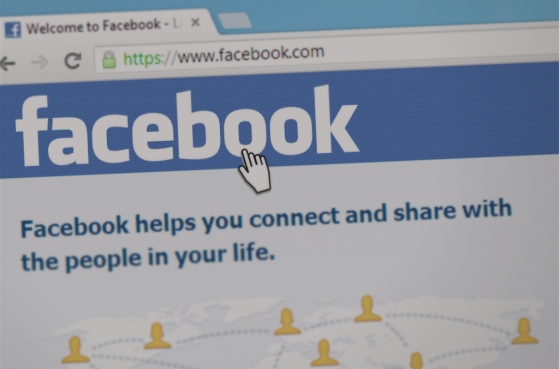 Welcome to Facebook - L
https://www.facebook.com
facebook
Facebook helps you connect and share with
the people in your life.